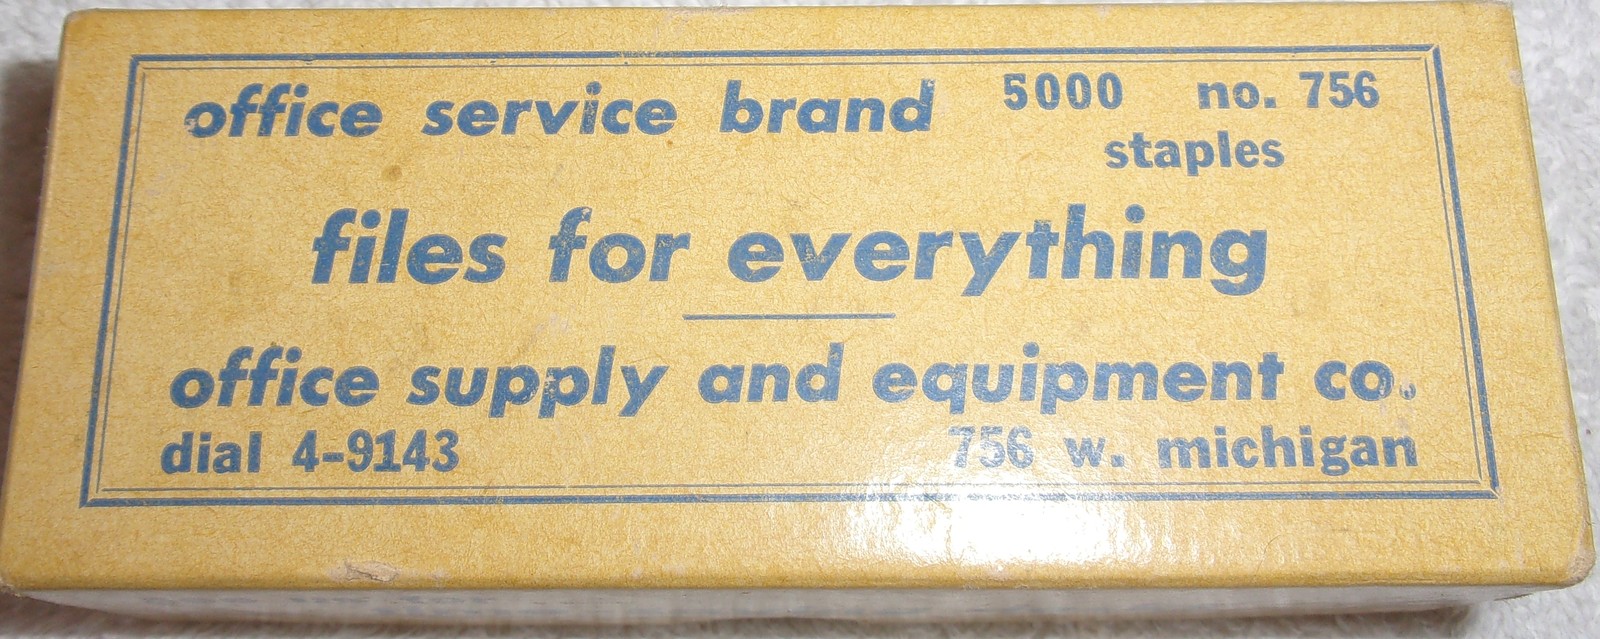 office service brand 5000 no. 756
staples
files for everything
office supply and equipment co.
dial 4-9143 756 w. michigan